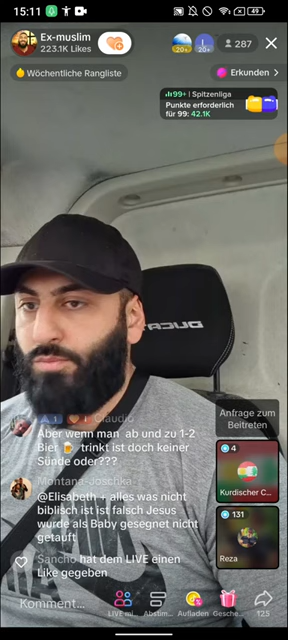 15:11
49
Ex-muslim
223.1K Likes
20+
20+
287
Wöchentliche Rangliste
Erkunden >
99+ | Spitzenliga
Punkte erforderlich
für 99: 42.1K
1 Claudio
Aber wenn man ab und zu 1-2
Bier 🍺 trinkt ist doch keiner
Sünde oder???
Montana-Joschka
@Elisabeth + alles was nicht
biblisch ist ist falsch Jesus
wurde als Baby gesegnet nicht
getauft
Sancho hat dem LIVE einen
Like gegeben
Anfrage zum
Beitreten
4
Kurdischer C...
131
Reza
Komment...
LIVE mi...
Abstim...
Aufladen
Gesche...
125